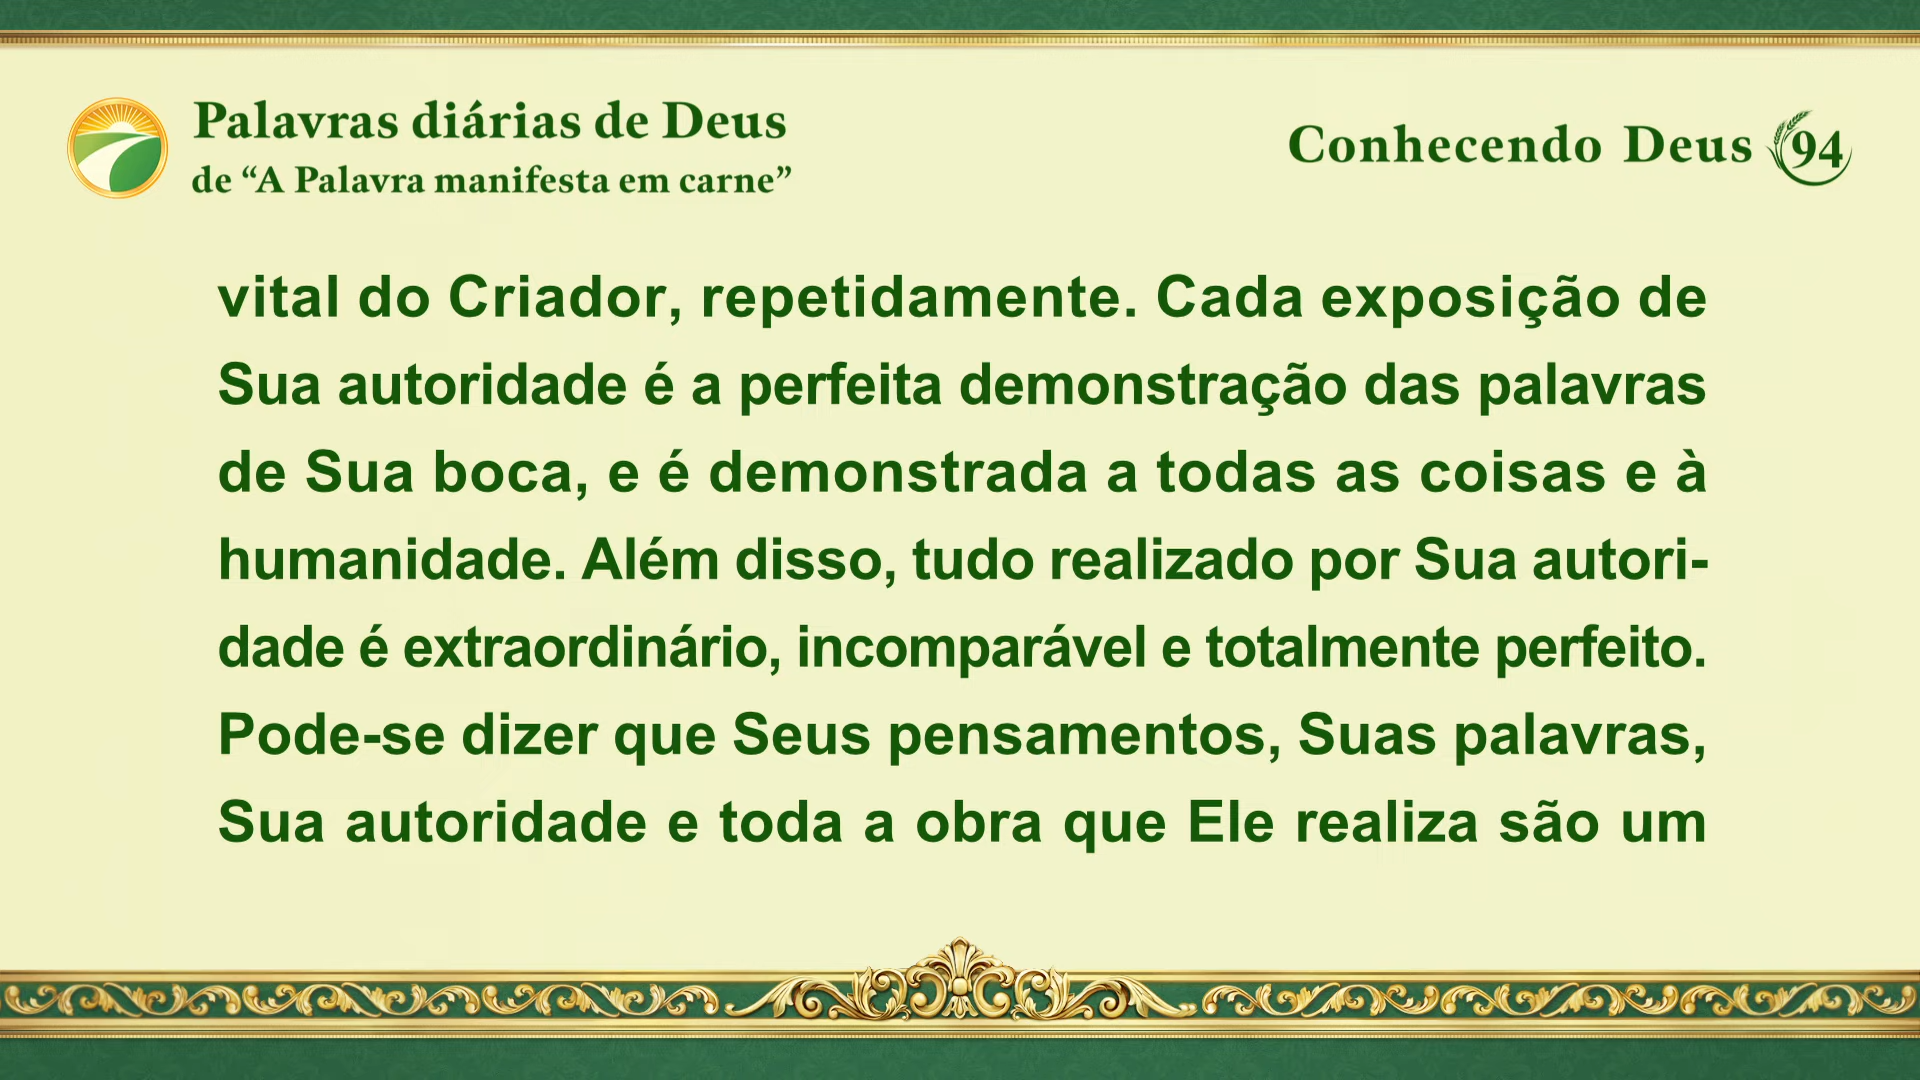 Palavras diárias de Deus
de “A Palavra manifesta em carne”
Conhecendo Deus 94
vital do Criador, repetidamente. Cada exposição de
Sua autoridade é a perfeita demonstração das palavras
de Sua boca, e é demonstrada a todas as coisas e à
humanidade. Além disso, tudo realizado por Sua autori-
dade é extraordinário, incomparável e totalmente perfeito.
Pode-se dizer que Seus pensamentos, Suas palavras,
Sua autoridade e toda a obra que Ele realiza são um